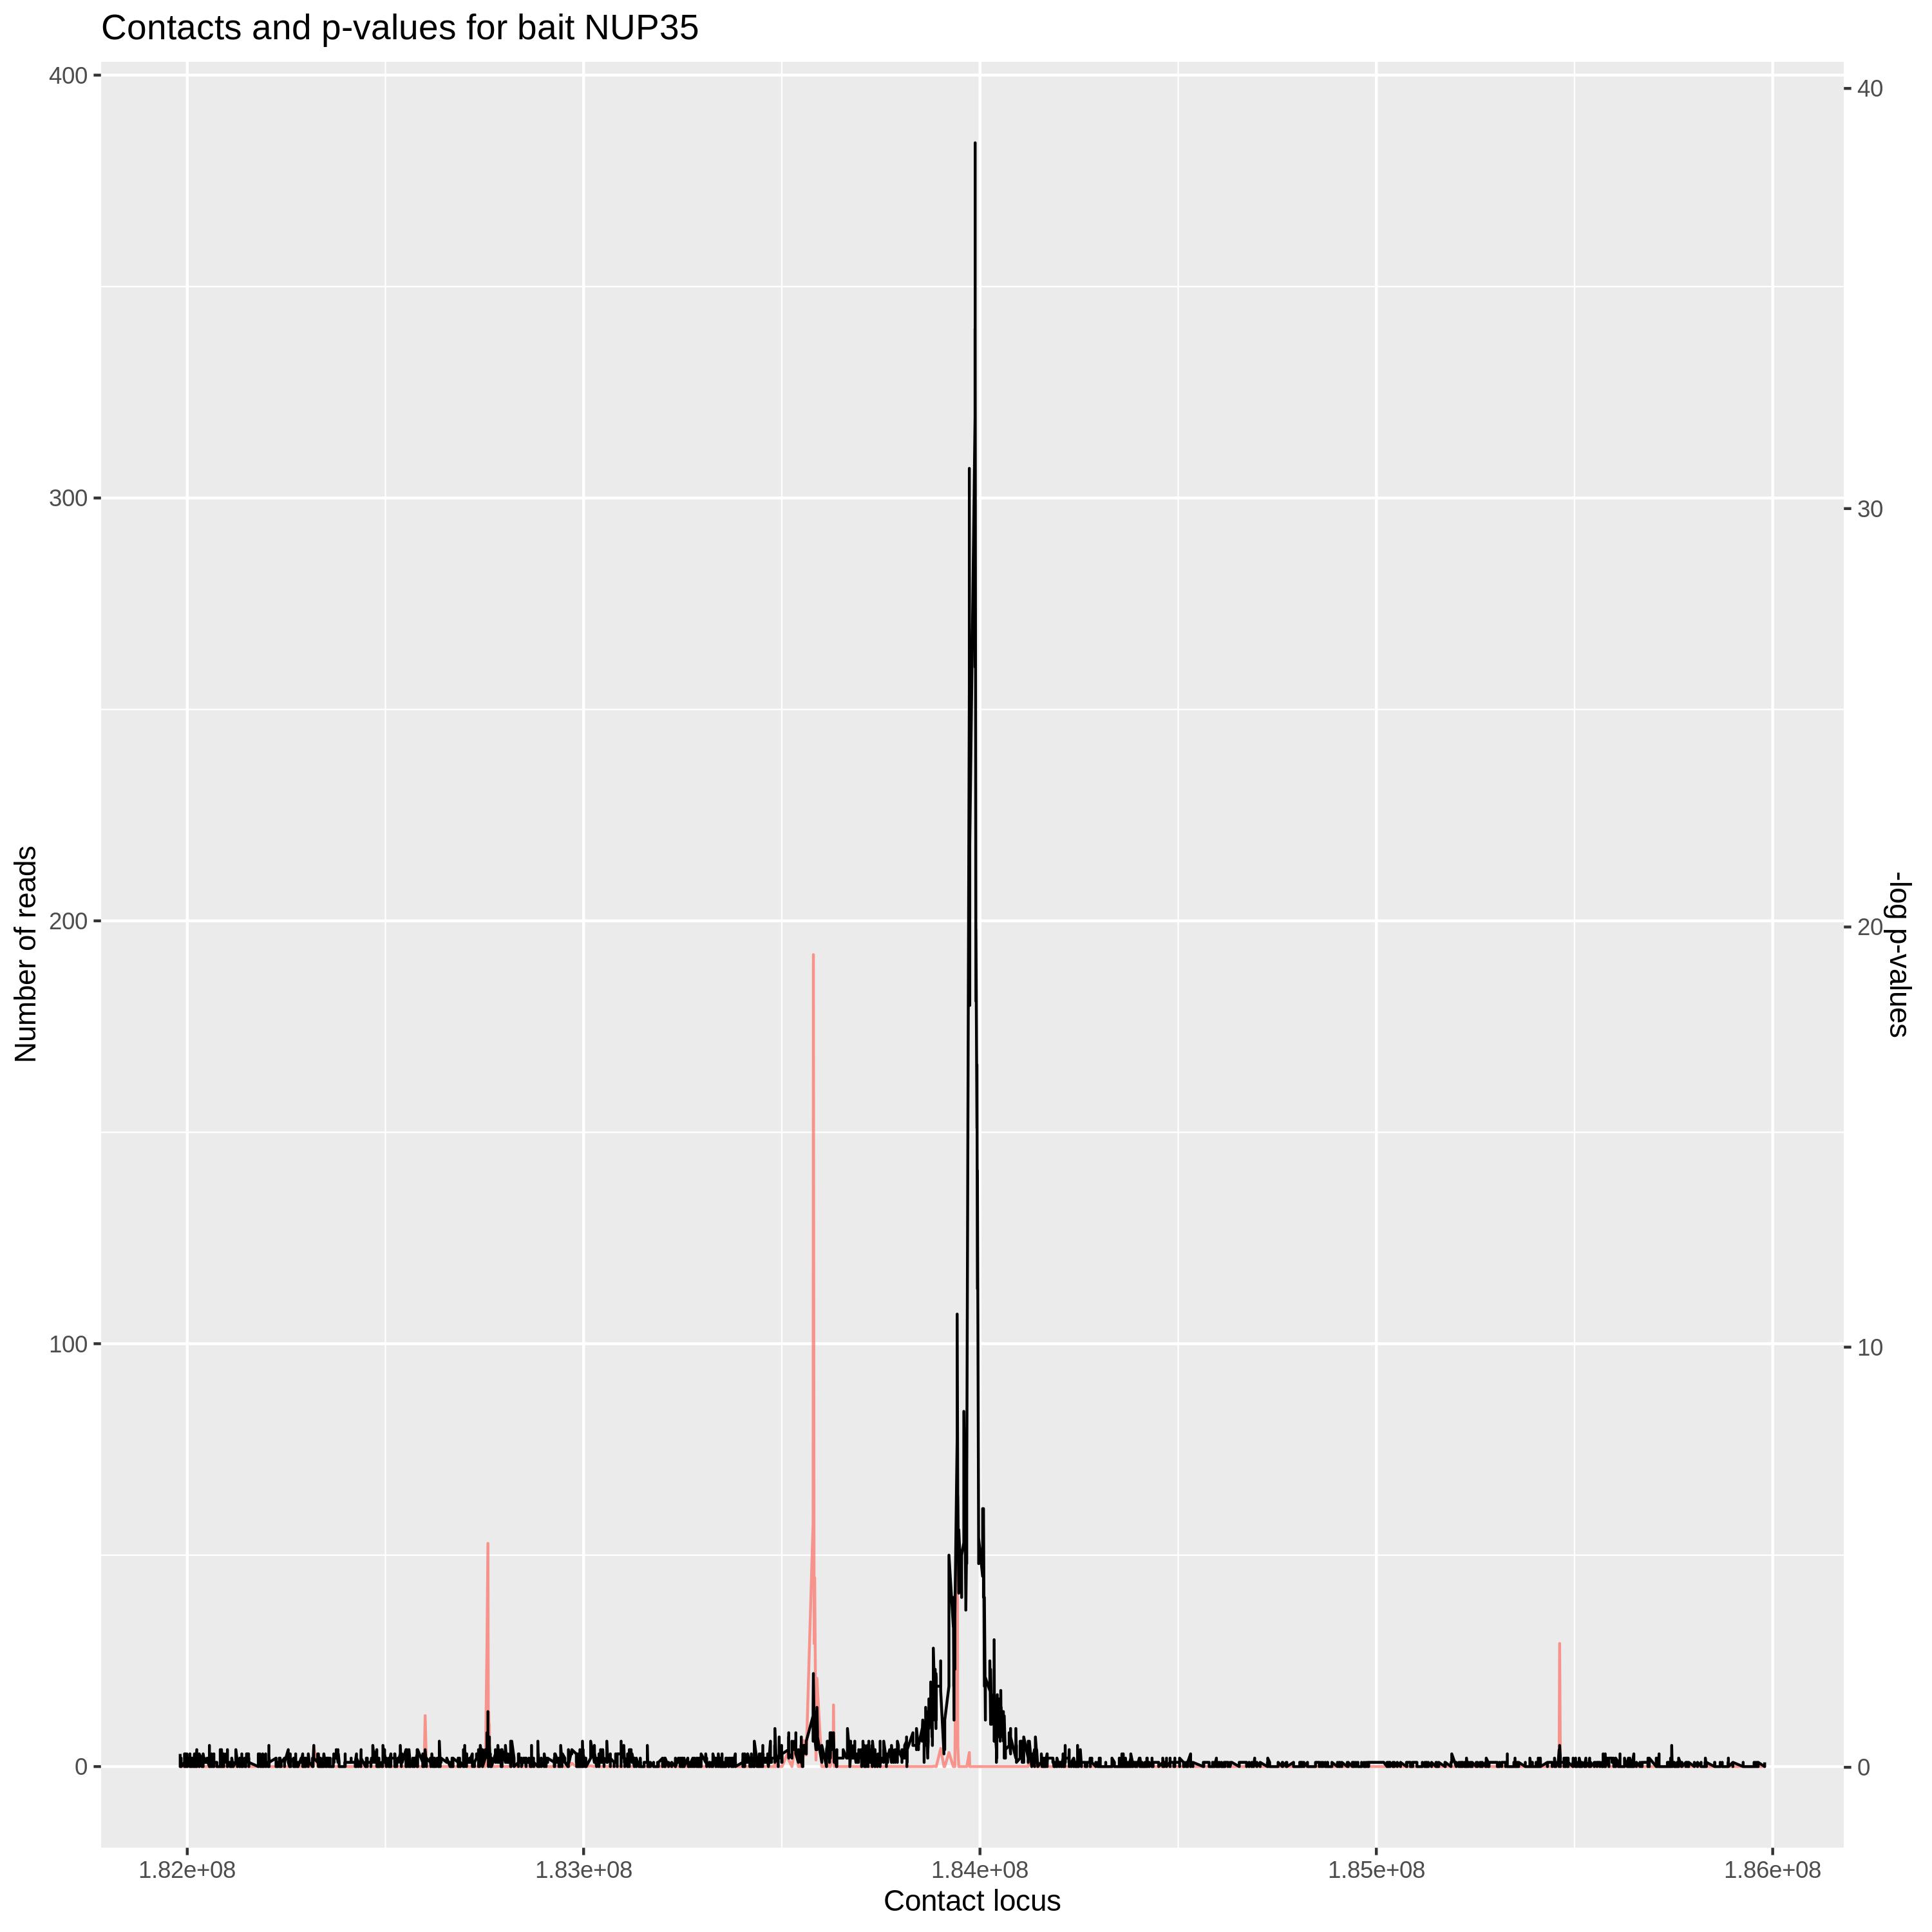 Contacts and p-values for bait NUP35
400
300
200
100
0
Number of reads
40
30
20
10
0
-log p-values
1.82e+08
1.83e+08
1.84e+08
1.85e+08
1.86e+08
Contact locus